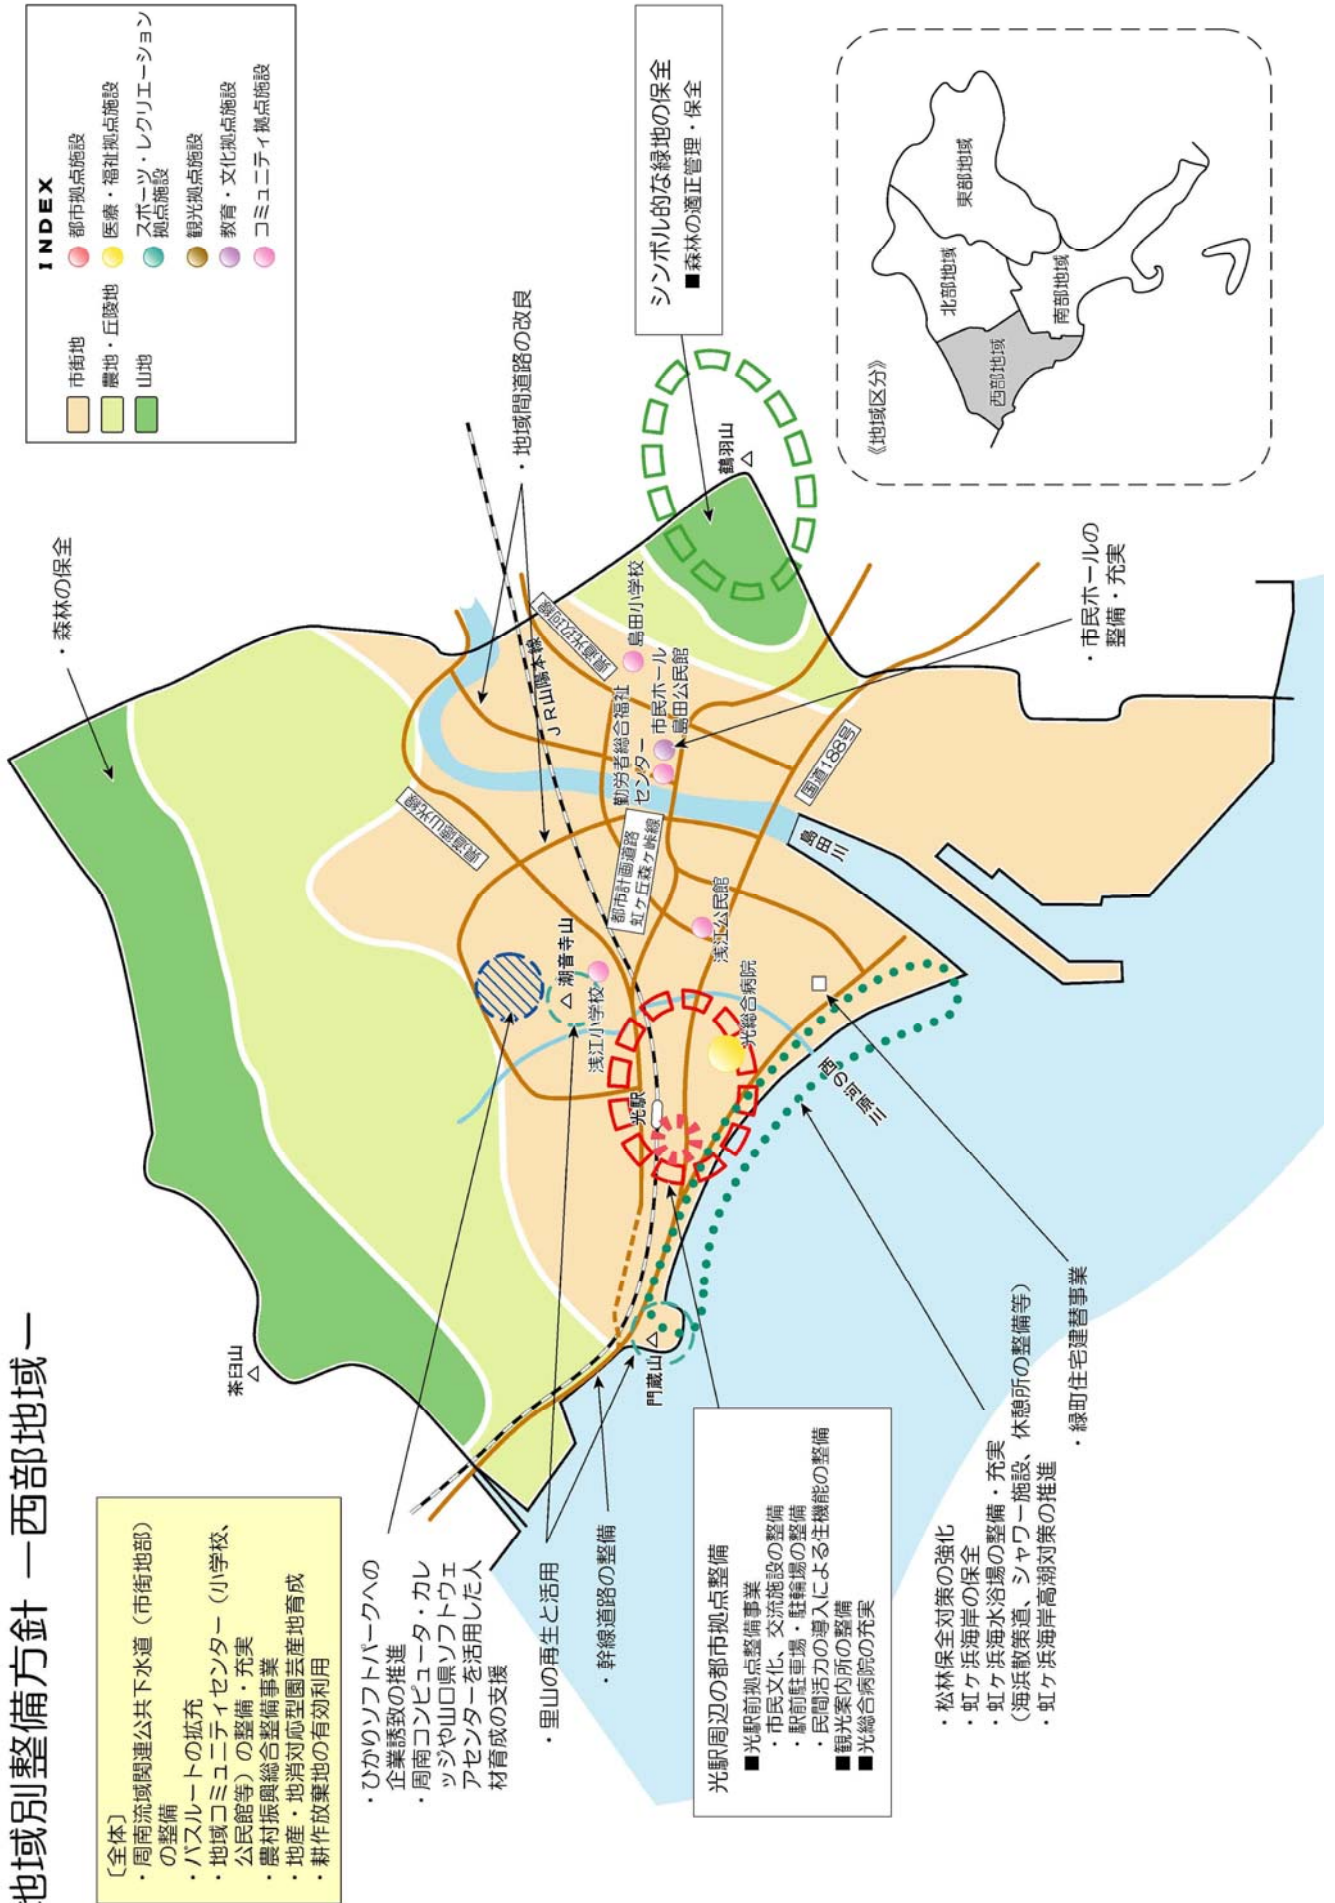 地域別整備方針 ー西部地域ー
〔全体〕
・周南流域関連公共下水道（市街地部）
の整備
・バスルートの拡充
・地域コミュニティセンター（小学校、
公民館等）の整備・充実
・農村振興総合整備事業
・地産・地消対応型園芸産地育成
・耕作放棄地の有効利用
・ひかりソフトパークへの
企業誘致の推進
・周南コンピュータ・カレ
ッジや山口県ソフトウェ
アセンターを活用した人
材育成の支援
・里山の再生と活用
・幹線道路の整備
光駅周辺の都市拠点整備
■光駅前拠点整備事業
・市民文化、交流施設の整備
・駅前駐車場・駐輪場の整備
・民間活力の導入による住機能の整備
■観光案内所の整備
■光総合病院の充実
・松林保全対策の強化
・虹ヶ浜海岸の保全
・虹ヶ浜海水浴場の整備・充実
（海浜散策道、シャワー施設、休憩所の整備等）
・虹ヶ浜海岸高潮対策の推進
・緑町住宅建替事業
茶臼山
門蔵山
光駅
浅江小学校
潮音寺山
光総合病院
西の河原川
浅江公民館
都市計画道路
虹ヶ丘森ヶ峠線
県道徳山光線
島田川
国道188号
勤労者総合福祉
センター
市民ホール
島田公民館
島田小学校
JR山陽本線
県道光玖珂線
鶴羽山
・森林の保全
・地域間道路の改良
・市民ホールの
整備・充実
シンボル的な緑地の保全
■森林の適正管理・保全
INDEX
市街地
農地・丘陵地
山地
都市拠点施設
医療・福祉拠点施設
スポーツ・レクリエーション
拠点施設
観光拠点施設
教育・文化拠点施設
コミュニティ拠点施設
《地域区分》
西部地域
北部地域
南部地域
東部地域